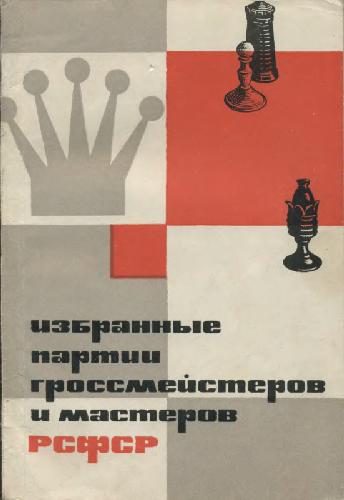 избранные
партии
гроссмейстеров
и мастеров
РСФСР